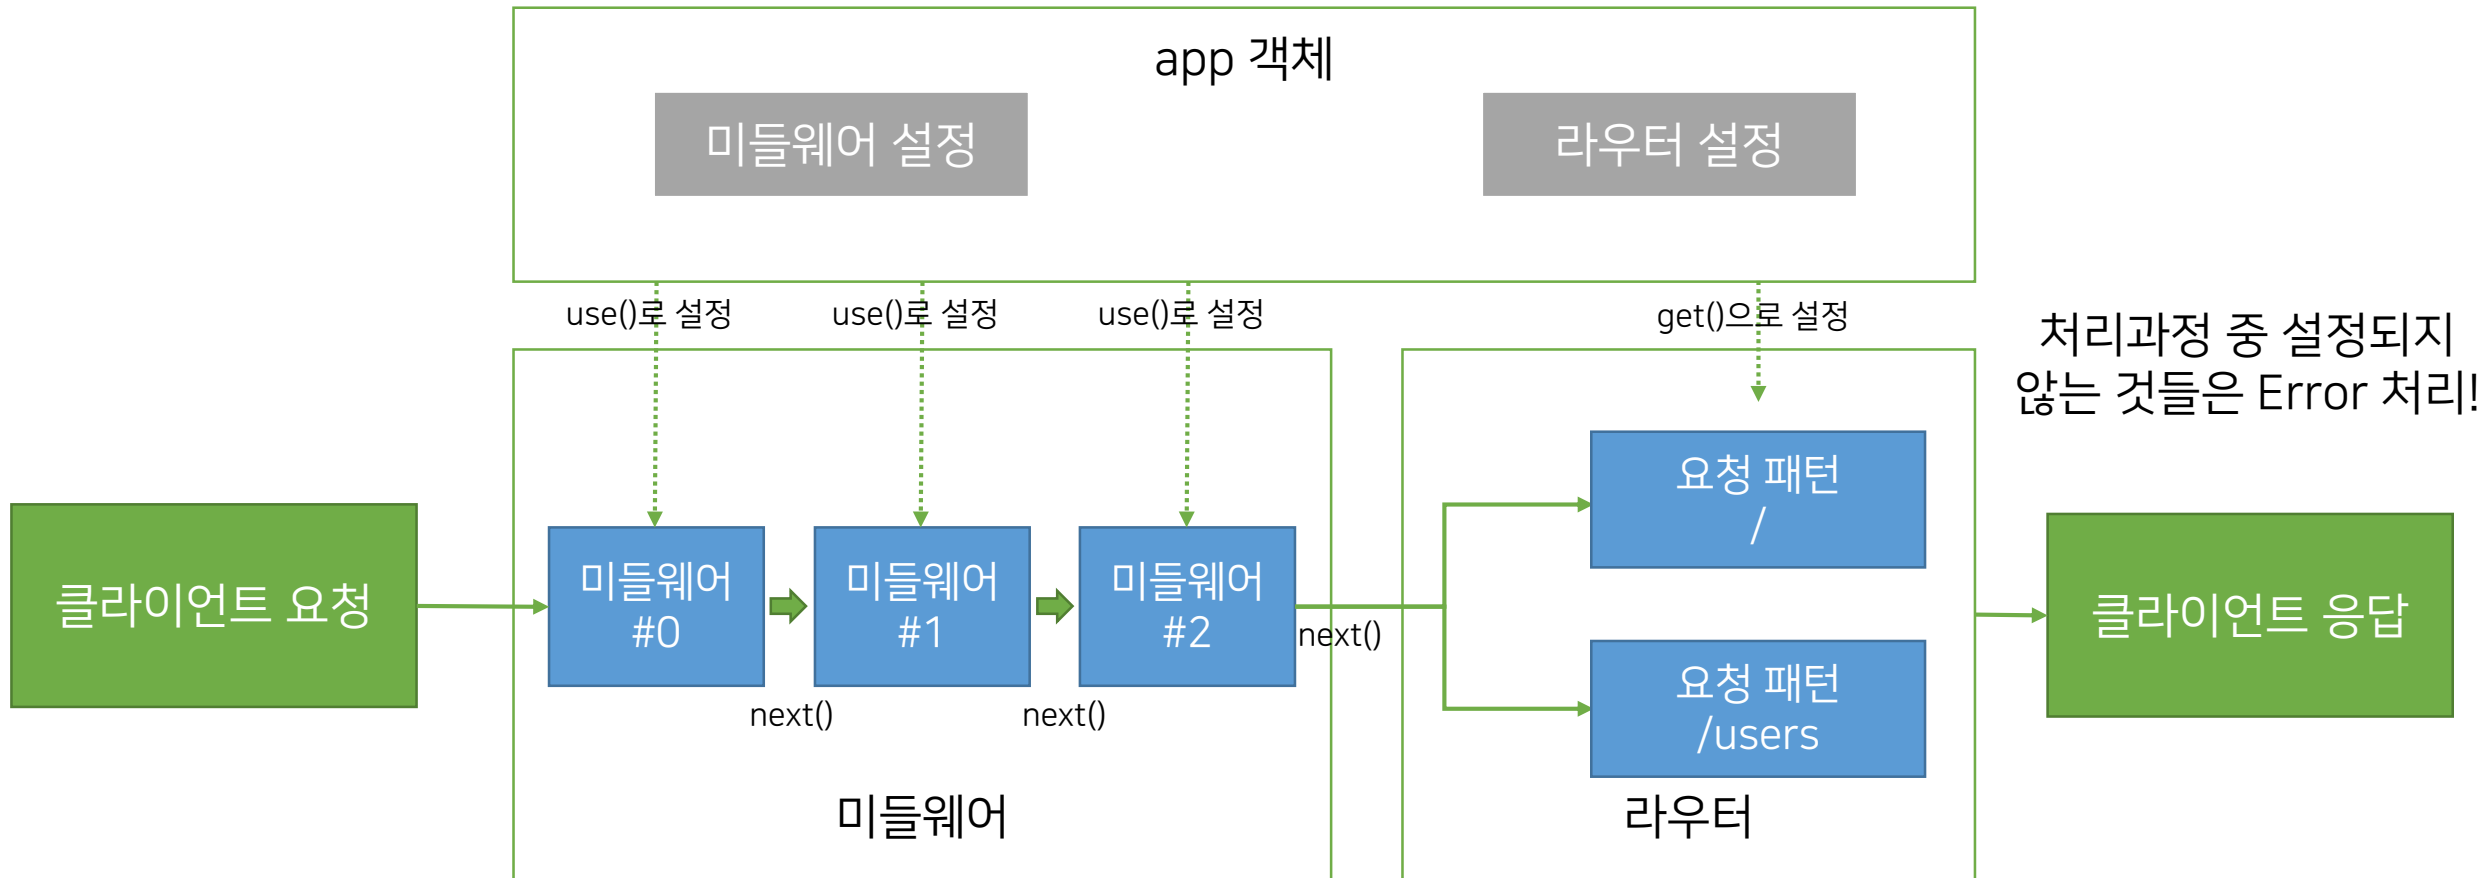 app 객체
미들웨어 설정
라우터 설정
use()로 설정
use()로 설정
use()로 설정
get()으로 설정
처리과정 중 설정되지
않는 것들은 Error 처리!
클라이언트 요청
미들웨어
#0
미들웨어
#1
미들웨어
#2
next()
next()
next()
요청 패턴
/
요청 패턴
/users
클라이언트 응답
미들웨어
라우터